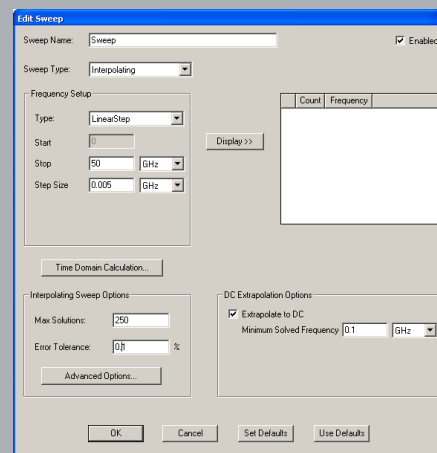 Edit Sweep
Sweep Name: Sweep Enabled
Sweep Type: Interpolating
Frequency Setup
Type: LinearStep
Count Frequency
Start 0
Display >>
Stop 50 GHz
Step Size 0.005 GHz
Time Domain Calculation...
Interpolating Sweep Options
DC Extrapolation Options
Max Solutions: 250
Extrapolate to DC
Minimum Solved Frequency 0.1 GHz
Error Tolerance: 0.1 %
Advanced Options...
OK Cancel Set Defaults Use Defaults